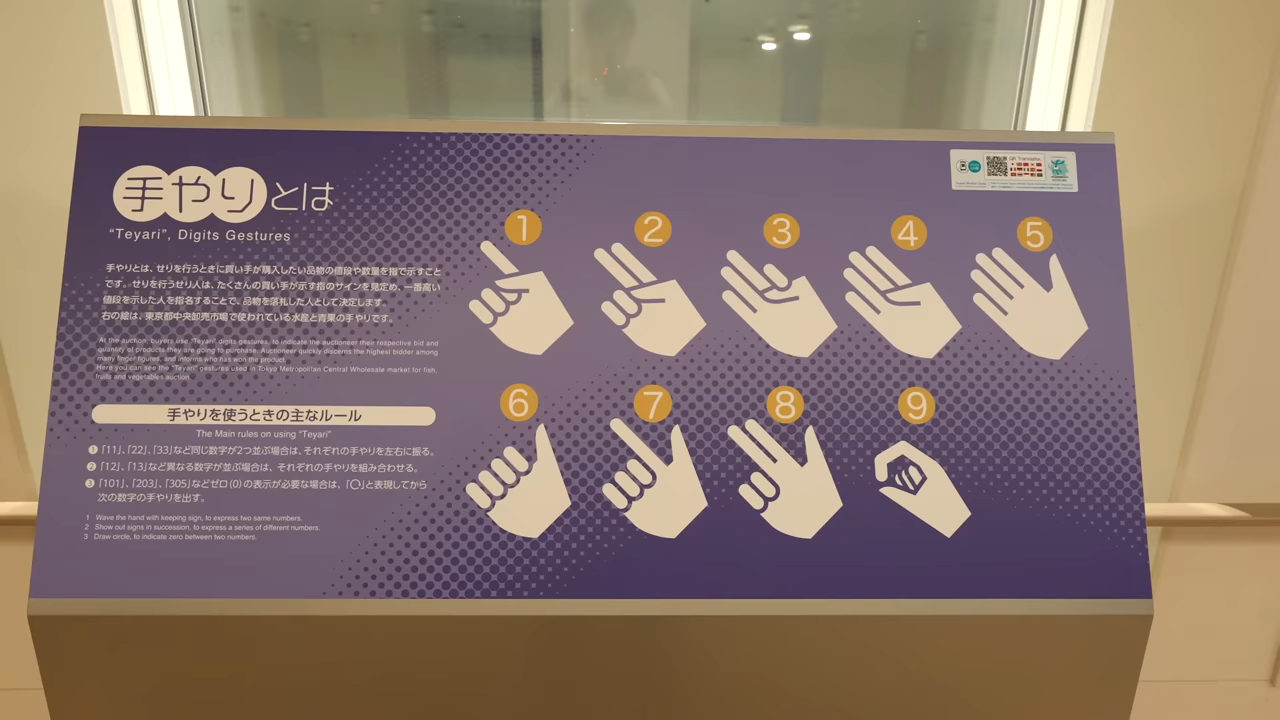 手やりとは
“Teyari”, Digits Gestures
手やりとは、せりを行うときに買い手が購入したい品物の値段や数量を指で示すこと
です。せりを行うせり人は、たくさんの買い手が示す指のサインを見定め、一番高い
値段を示した人を指名することで、品物を落札した人として決定します。
右の絵は、東京都中央卸売市場で使われている水産と青果の手やりです。
At the auction, buyers use "Teyari" digits gestures, to indicate the auctioneer their respective bid and
quantity of products they are going to purchase. Auctioneer quickly discerns the highest bidder among
many finger figures, and informs who has won the product.
Here you can see the "Teyari" gestures used in Tokyo Metropolitan Central Wholesale market for fish,
fruits and vegetables auction.
手やりを使うときの主なルール
The Main rules on using "Teyari"
1 「11」、「22」、「33」など同じ数字が2つ並ぶ場合は、それぞれの手やりを左右に振る。
2 「12」、「13」など異なる数字が並ぶ場合は、それぞれの手やりを組み合わせる。
3 「101」、「203」、「305」などゼロ(0)の表示が必要な場合は、「〇」と表現してから
次の数字の手やりを出す。
1 Wave the hand with keeping sign, to express two same numbers.
2 Show out signs in succession, to express a series of different numbers.
3 Draw circle, to indicate zero between two numbers.
1 2 3 4 5
6 7 8 9
QR Translator